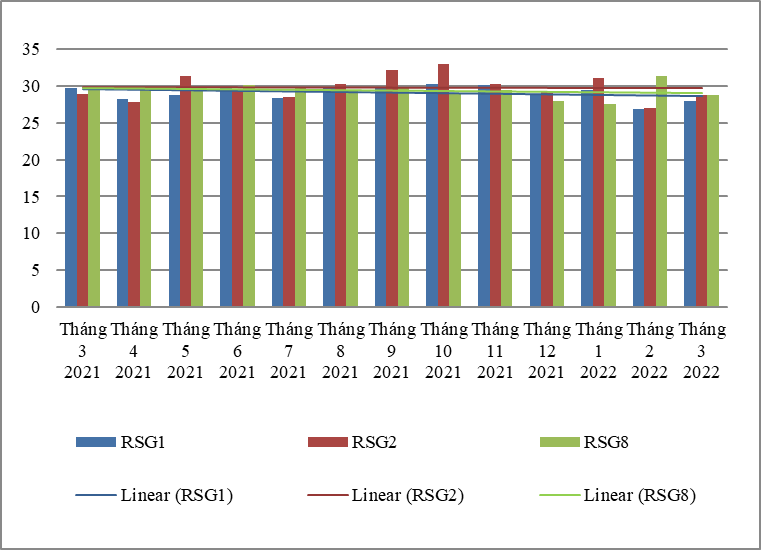 35
30
25
20
15
10
5
0
Tháng Tháng Tháng Tháng Tháng Tháng Tháng Tháng Tháng Tháng Tháng Tháng Tháng
3 4 5 6 7 8 9 10 11 12 1 2 3
2021 2021 2021 2021 2021 2021 2021 2021 2021 2021 2022 2022 2022
RSG1 RSG2 RSG8
Linear (RSG1) Linear (RSG2) Linear (RSG8)